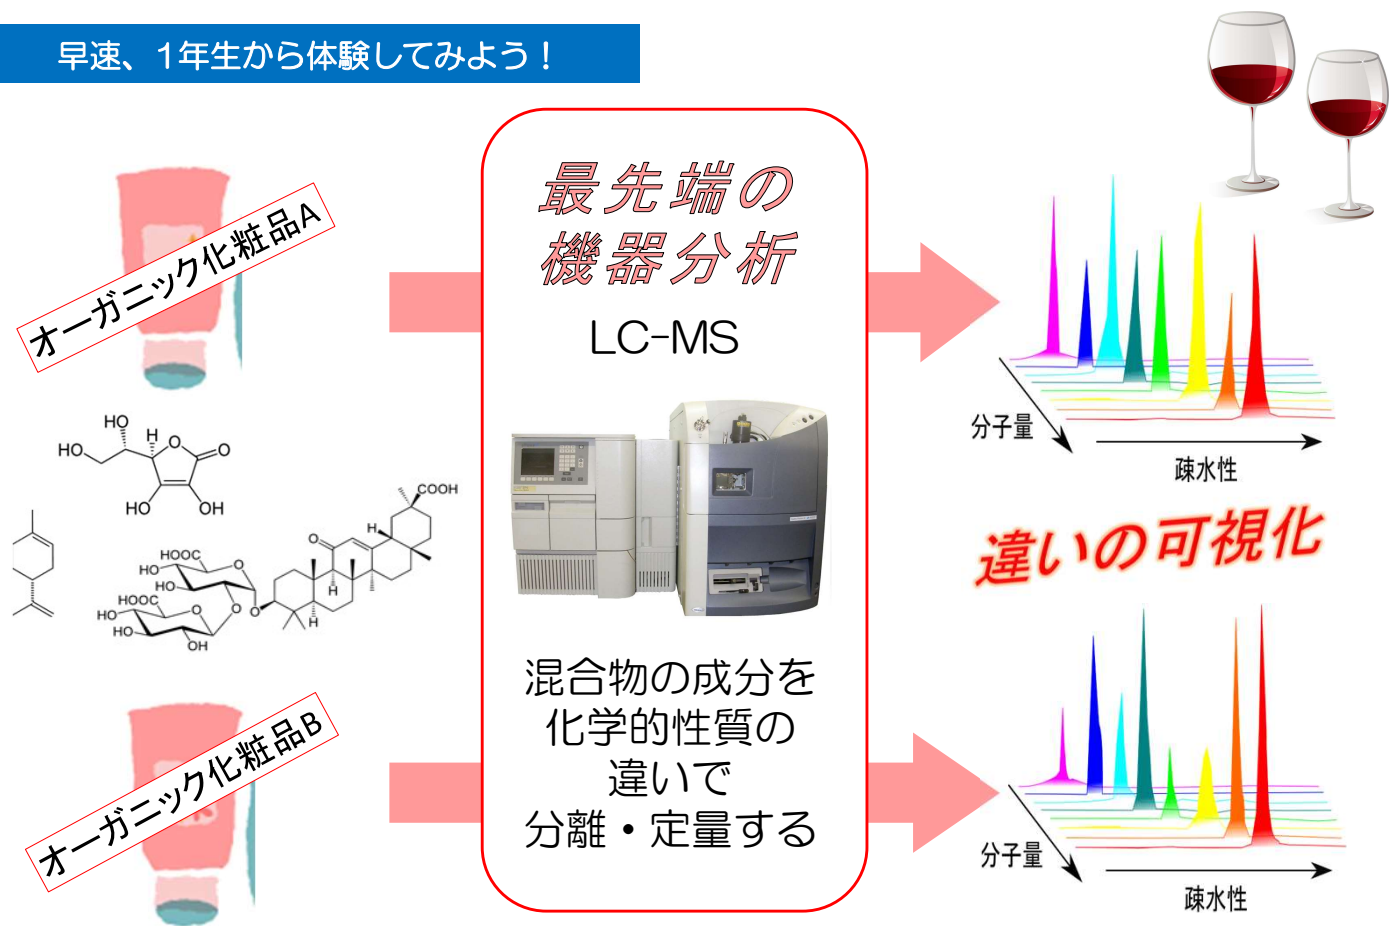 早速、1年生から体験してみよう！
オーガニック化粧品A
最先端の
機器分析
LC-MS
分子量
疎水性
HO
HO
H
O
O
HO
OH
COOH
H
O
H
H
HOOC
HO
O
HO
O
O
HOOC
HO
O
HO
OH
違いの可視化
混合物の成分を
化学的性質の
違いで
分離・定量する
オーガニック化粧品B
分子量
疎水性